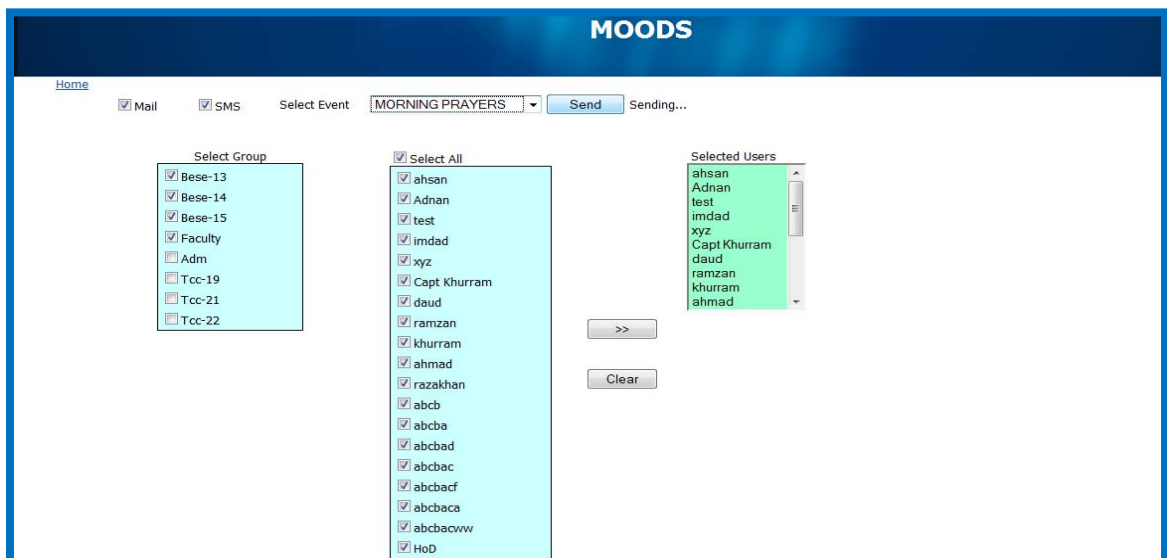 MOODS
Home
Mail SMS Select Event MORNING PRAYERS Send Sending...
Select Group
Bese-13
Bese-14
Bese-15
Faculty
Adm
Tcc-19
Tcc-21
Tcc-22
Select All
ahsan
Adnan
test
imdad
xyz
Capt Khurram
daud
ramzan
khurram
ahmad
razakhan
abcb
abcba
abcbad
abcbac
abcbacf
abcbaca
abcbacww
HoD
>>
Clear
Selected Users
ahsan
Adnan
test
imdad
xyz
Capt Khurram
daud
ramzan
khurram
ahmad